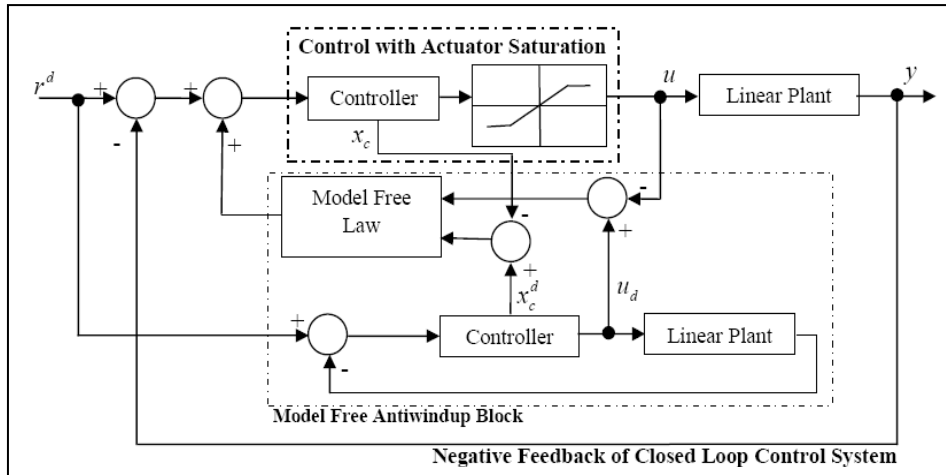 Control with Actuator Saturation
r^d
+
+
Controller
u
Linear Plant
y
-
+
x_c
Model Free
Law
-
-
+
+
x_c^d
u_d
+
Controller
Linear Plant
-
Model Free Antiwindup Block
Negative Feedback of Closed Loop Control System